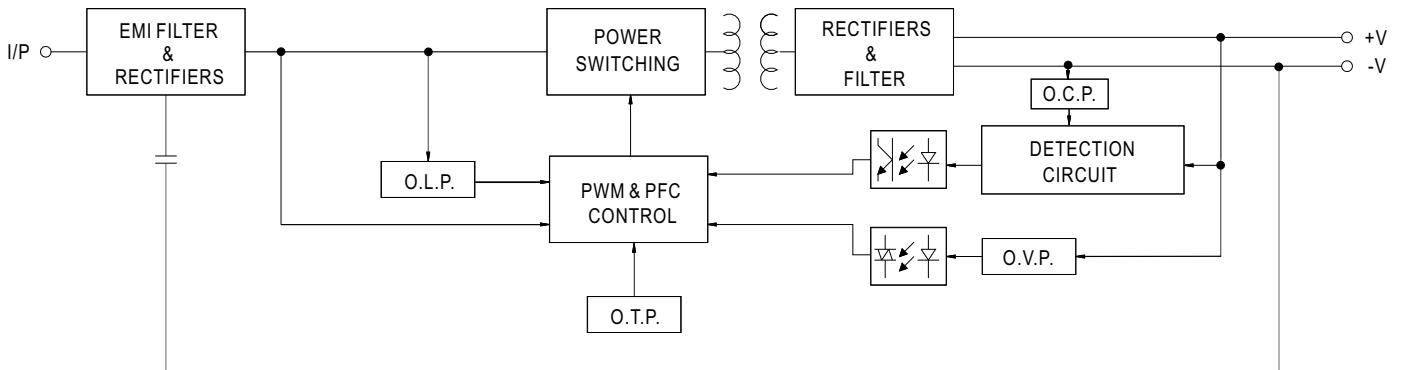 I/P
EMI FILTER
&
RECTIFIERS
POWER
SWITCHING
RECTIFIERS
&
FILTER
+V
-V
O.C.P.
DETECTION
CIRCUIT
O.L.P.
PWM & PFC
CONTROL
O.V.P.
O.T.P.